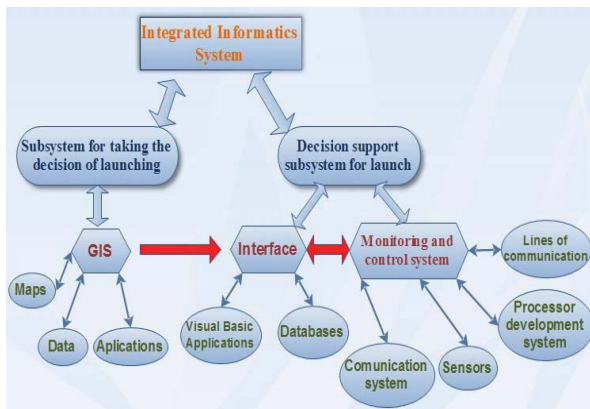 Integrated Informatics
System
Subsystem for taking the
decision of launching
Decision support
subsystem for launch
GIS
Interface
Monitoring and
control system
Lines of
communication
Maps
Data
Aplications
Visual Basic
Applications
Databases
Comunication
system
Sensors
Processor
development
system